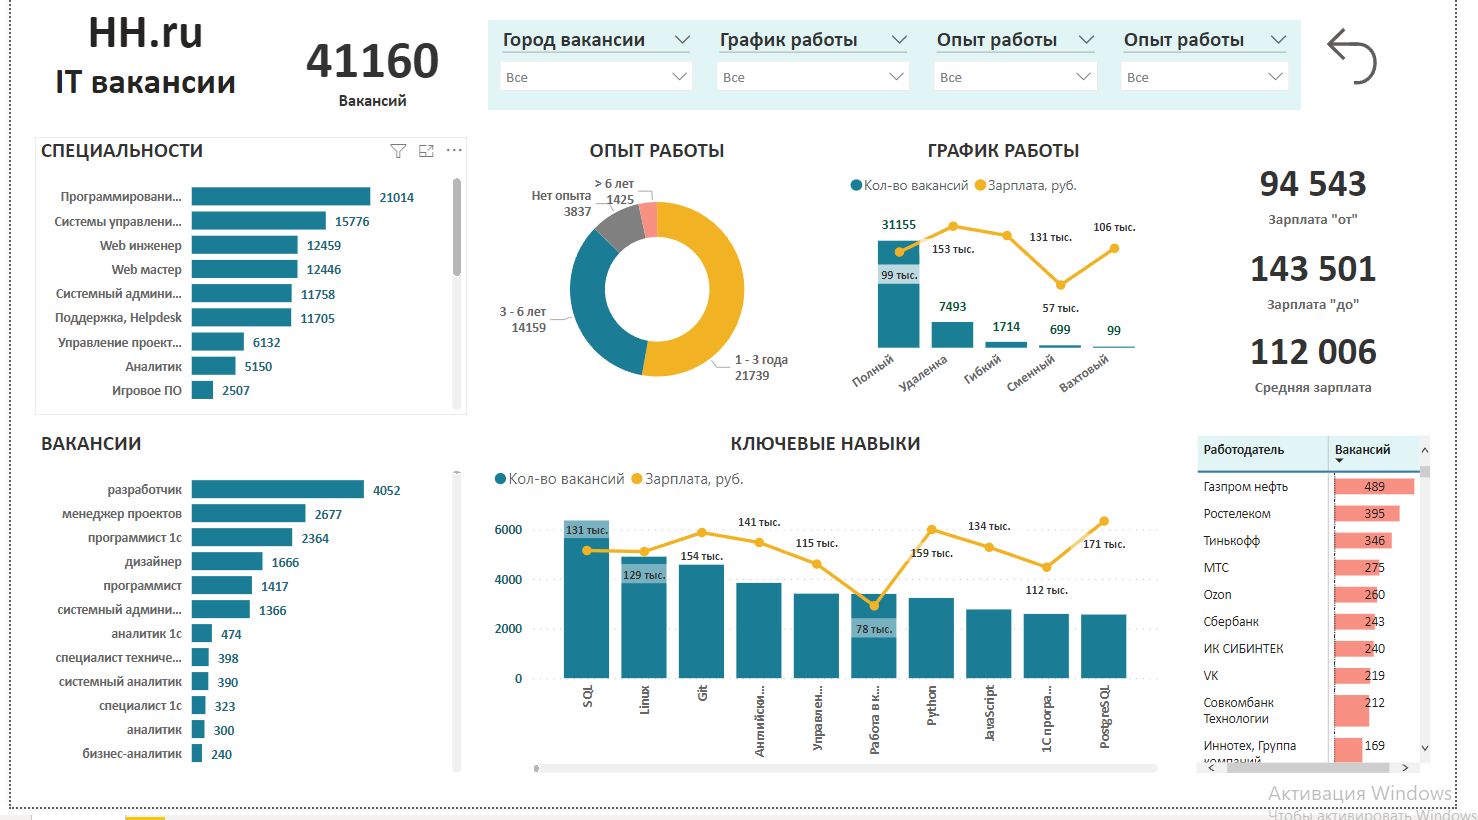 HH.ru
IT вакансии
41160
Вакансий
Город вакансии
Все
График работы
Все
Опыт работы
Все
Опыт работы
Все
СПЕЦИАЛЬНОСТИ
Программировани... 21014
Системы управлени... 15776
Web инженер 12459
Web мастер 12446
Системный админи... 11758
Поддержка, Helpdesk 11705
Управление проект... 6132
Аналитик 5150
Игровое ПО 2507
ОПЫТ РАБОТЫ
> 6 лет
1425
Нет опыта
3837
3 - 6 лет
14159
1 - 3 года
21739
ГРАФИК РАБОТЫ
Кол-во вакансий Зарплата, руб.
31155
99 тыс.
153 тыс.
131 тыс.
106 тыс.
57 тыс.
7493
1714
699
99
Полный
Удаленка
Гибкий
Сменный
Вахтовый
94 543
Зарплата "от"
143 501
Зарплата "до"
112 006
Средняя зарплата
ВАКАНСИИ
разработчик 4052
менеджер проектов 2677
программист 1с 2364
дизайнер 1666
программист 1417
системный админи... 1366
аналитик 1с 474
специалист техниче... 398
системный аналитик 390
специалист 1с 323
аналитик 300
бизнес-аналитик 240
КЛЮЧЕВЫЕ НАВЫКИ
Кол-во вакансий Зарплата, руб.
6000
4000
2000
0
131 тыс.
129 тыс.
154 тыс.
141 тыс.
115 тыс.
78 тыс.
159 тыс.
134 тыс.
112 тыс.
171 тыс.
SQL
Linux
Git
Английски...
Управлен...
Работа в к...
Python
JavaScript
1С програ...
PostgreSQL
Работодатель Вакансий
Газпром нефть 489
Ростелеком 395
Тинькофф 346
МТС 275
Ozon 260
Сбербанк 243
ИК СИБИНТЕК 240
VK 219
Совкомбанк 212
Технологии
Иннотех, Группа 169
компаний
Активация Windows
Чтобы активировать Windows